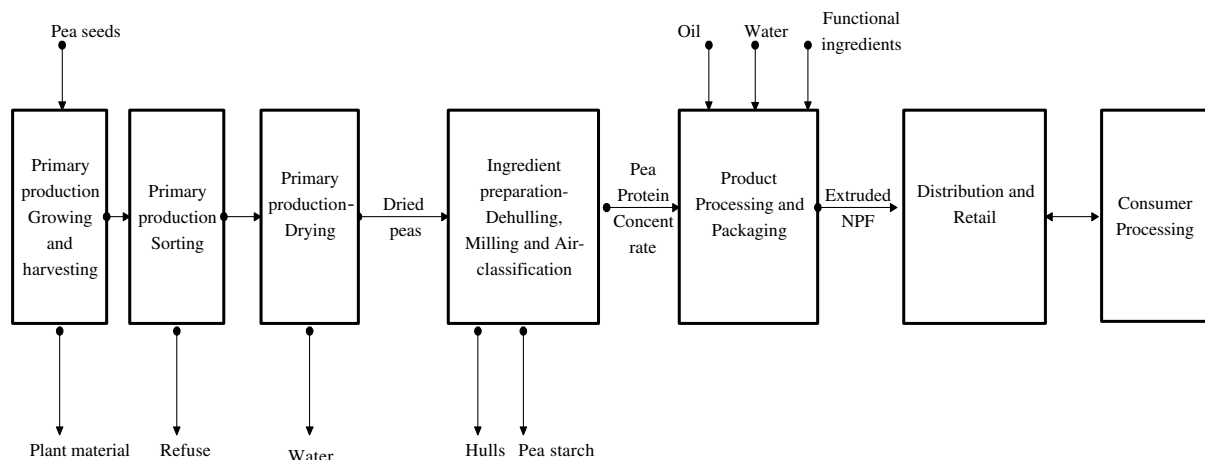 Pea seeds
Oil
Water
Functional
ingredients
Primary
production
Growing
and
harvesting
Primary
production
Sorting
Primary
production-
Drying
Dried
peas
Ingredient
preparation-
Dehulling,
Milling and Air-
classification
Pea
Protein
Concent
rate
Product
Processing and
Packaging
Extruded
NPF
Distribution and
Retail
Consumer
Processing
Plant material
Refuse
Water
Hulls
Pea starch